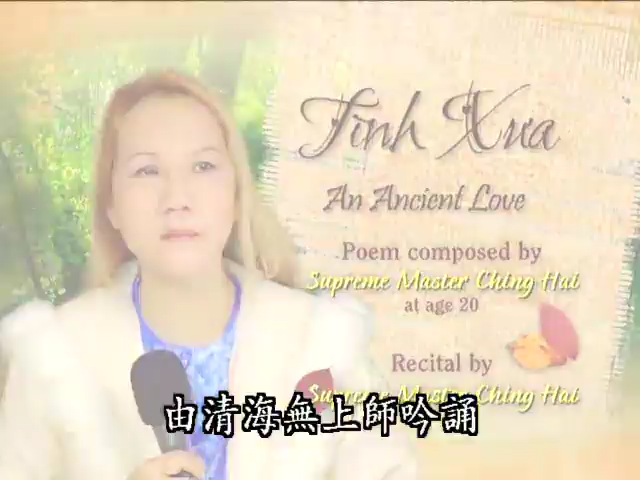 Tình Xưa
An Ancient Love
Poem composed by
Supreme Master Ching Hai
at age 20
Recital by
Supreme Master Ching Hai
由清海無上師吟誦